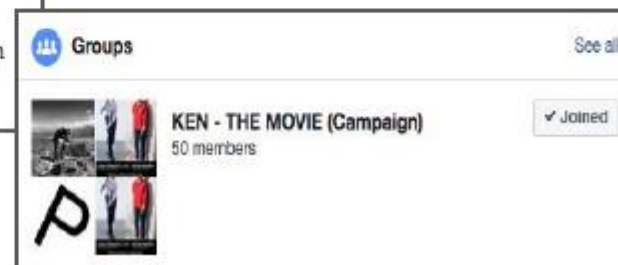 Groups
See all
KEN - THE MOVIE (Campaign)
✔ Joined
50 members
P